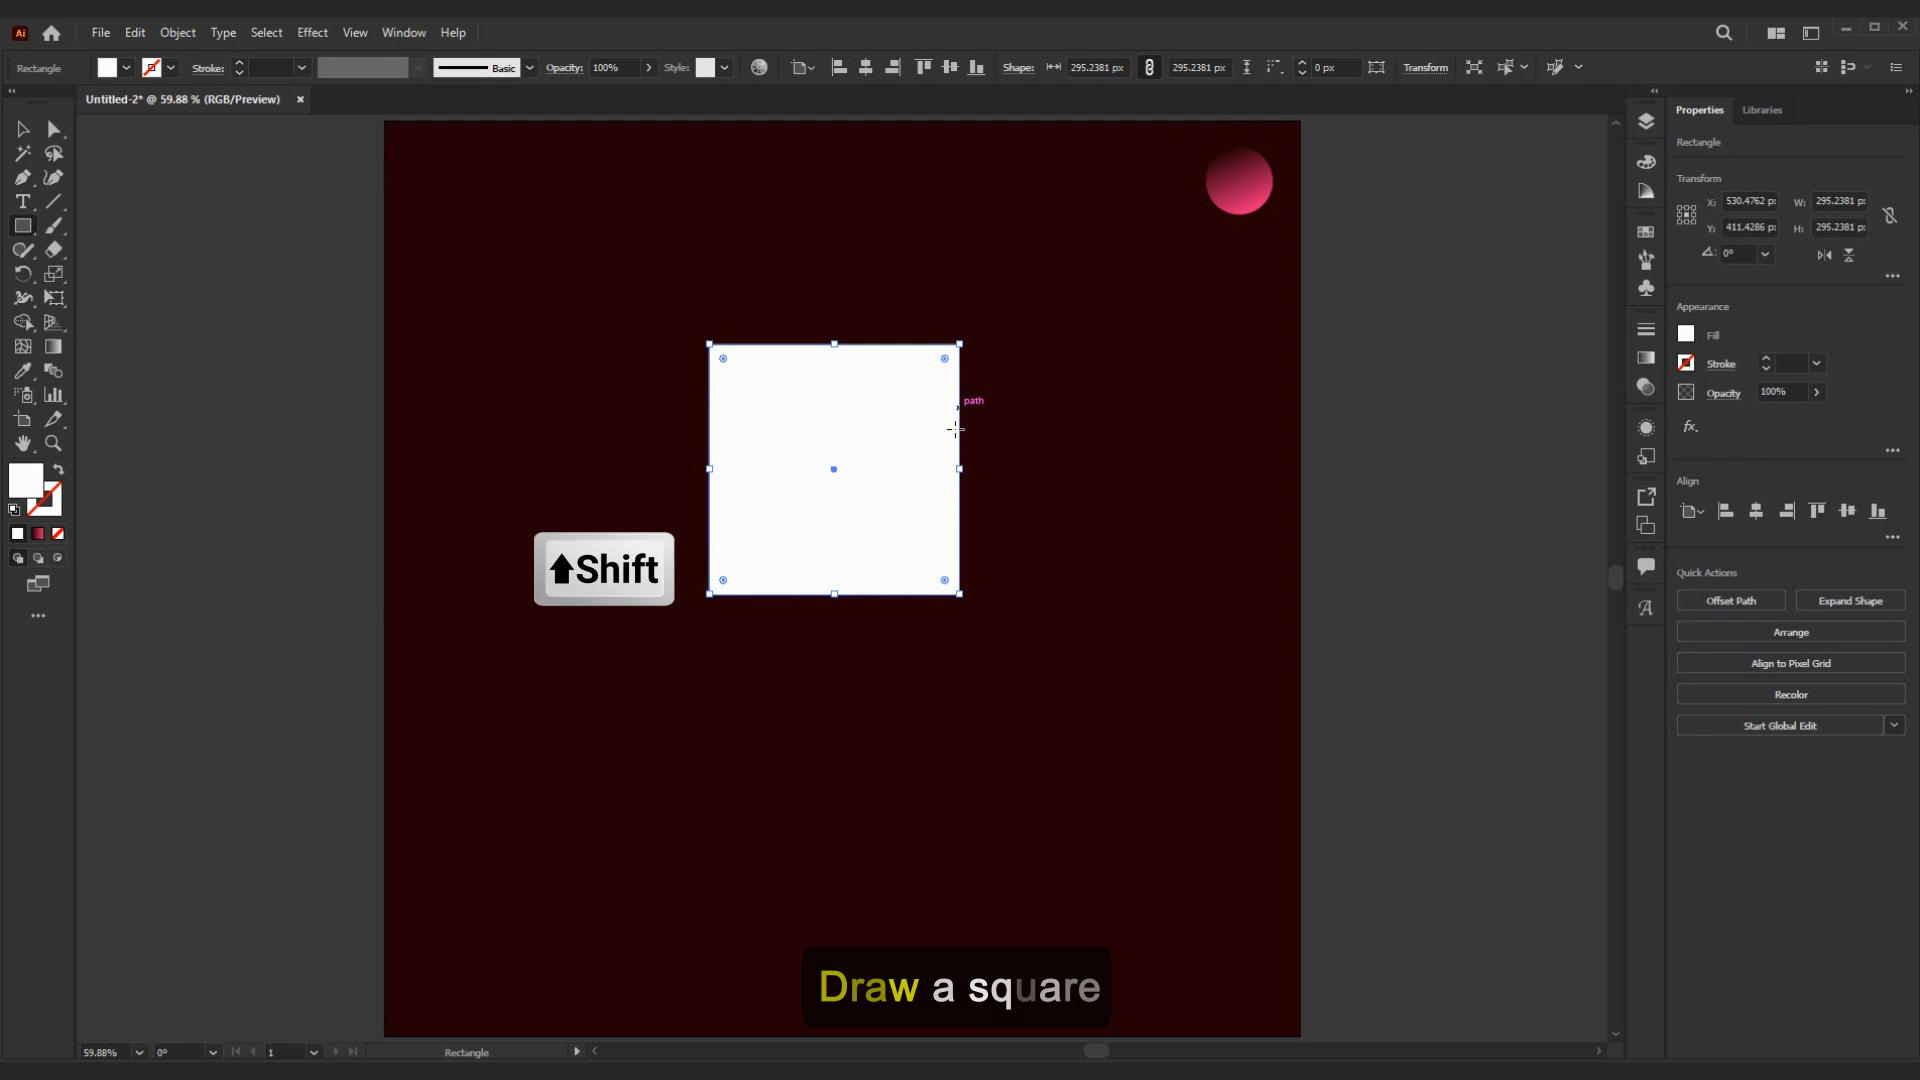 Ai File Edit Object Type Select Effect View Window Help
Rectangle Stroke: Basic Opacity: 100% Style: Shape: 295.2381 px 295.2381 px 0 px Transform
Untitled-2* @ 59.88 % (RGB/Preview) ×
Properties Libraries
Rectangle
Transform
X: 530.4762 p W: 295.2381 p
Y: 411.4286 p H: 295.2381 p
0°
Appearance
Fill
Stroke
Opacity 100%
fx.
Align
Quick Actions
Offset Path Expand Shape
Arrange
Align to Pixel Grid
Recolor
Start Global Edit
path
Shift
Draw a square
59.88% 0° 1 Rectangle